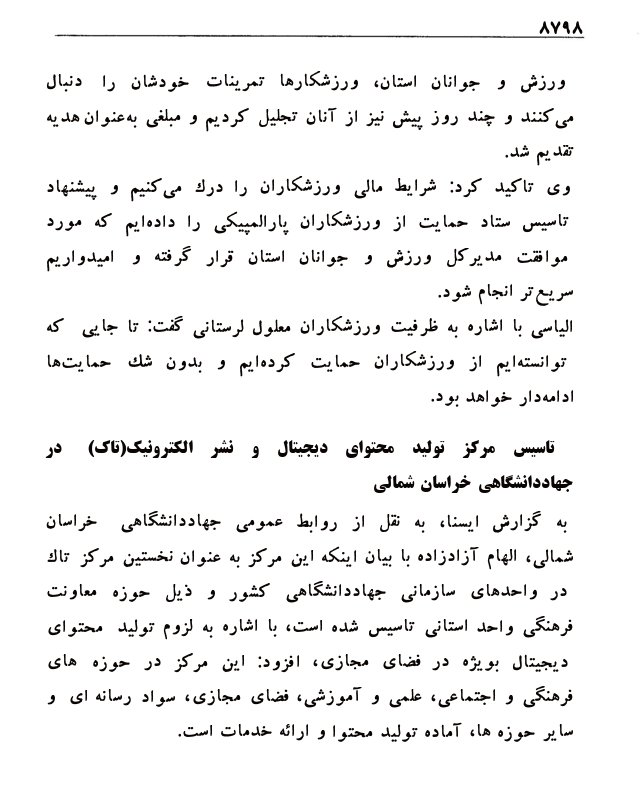 ۸۷۹۸
ورزش و جوانان استان، ورزشکارها تمرینات خودشان را دنبال
می‌کنند و چند روز پیش نیز از آنان تجلیل کردیم و مبلغی به‌عنوان هدیه
تقدیم شد.
وی تاکید کرد: شرایط مالی ورزشکاران را درك می‌کنیم و پیشنهاد
تاسیس ستاد حمایت از ورزشکاران پارالمپیکی را داده‌ایم که مورد
موافقت مدیرکل ورزش و جوانان استان قرار گرفته و امیدواریم
سریع‌تر انجام شود.
الیاسی با اشاره به ظرفیت ورزشکاران معلول لرستانی گفت: تا جایی که
توانسته‌ایم از ورزشکاران حمایت کرده‌ایم و بدون شك حمایت‌ها
ادامه‌دار خواهد بود.
تاسیس مرکز تولید محتوای دیجیتال و نشر الکترونیک(تاک) در
جهاددانشگاهی خراسان شمالی
به گزارش ایسنا، به نقل از روابط عمومی جهاددانشگاهی خراسان
شمالی، الهام آزادزاده با بیان اینکه این مرکز به عنوان نخستین مرکز تاك
در واحدهای سازمانی جهاددانشگاهی کشور و ذیل حوزه معاونت
فرهنگی واحد استانی تاسیس شده است، با اشاره به لزوم تولید محتوای
دیجیتال بویژه در فضای مجازی، افزود: این مرکز در حوزه های
فرهنگی و اجتماعی، علمی و آموزشی، فضای مجازی، سواد رسانه ای و
سایر حوزه ها، آماده تولید محتوا و ارائه خدمات است.